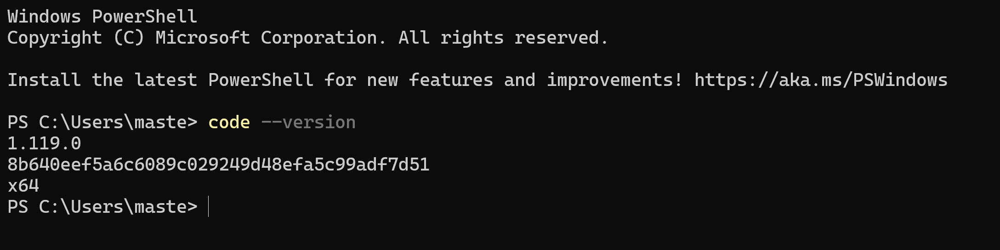 Windows PowerShell
Copyright (C) Microsoft Corporation. All rights reserved.
Install the latest PowerShell for new features and improvements! https://aka.ms/PSWindows
PS C:\Users\maste> code --version
1.119.0
8b640eef5a6c6089c029249d48efa5c99adf7d51
x64
PS C:\Users\maste>